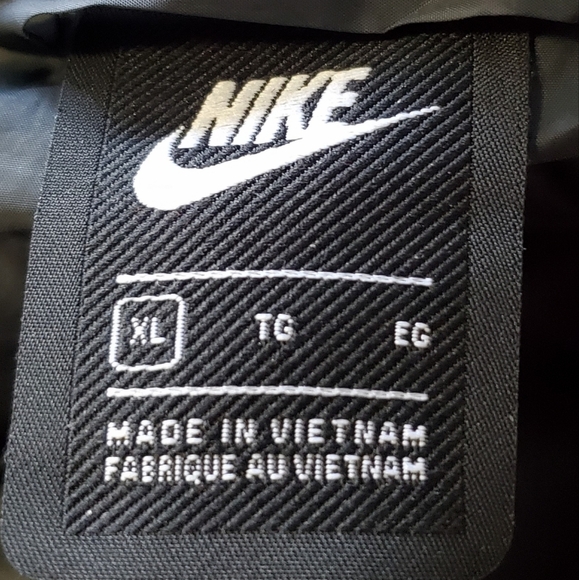 NIKE
XL TG EG
MADE IN VIETNAM
FABRIQUE AU VIETNAM